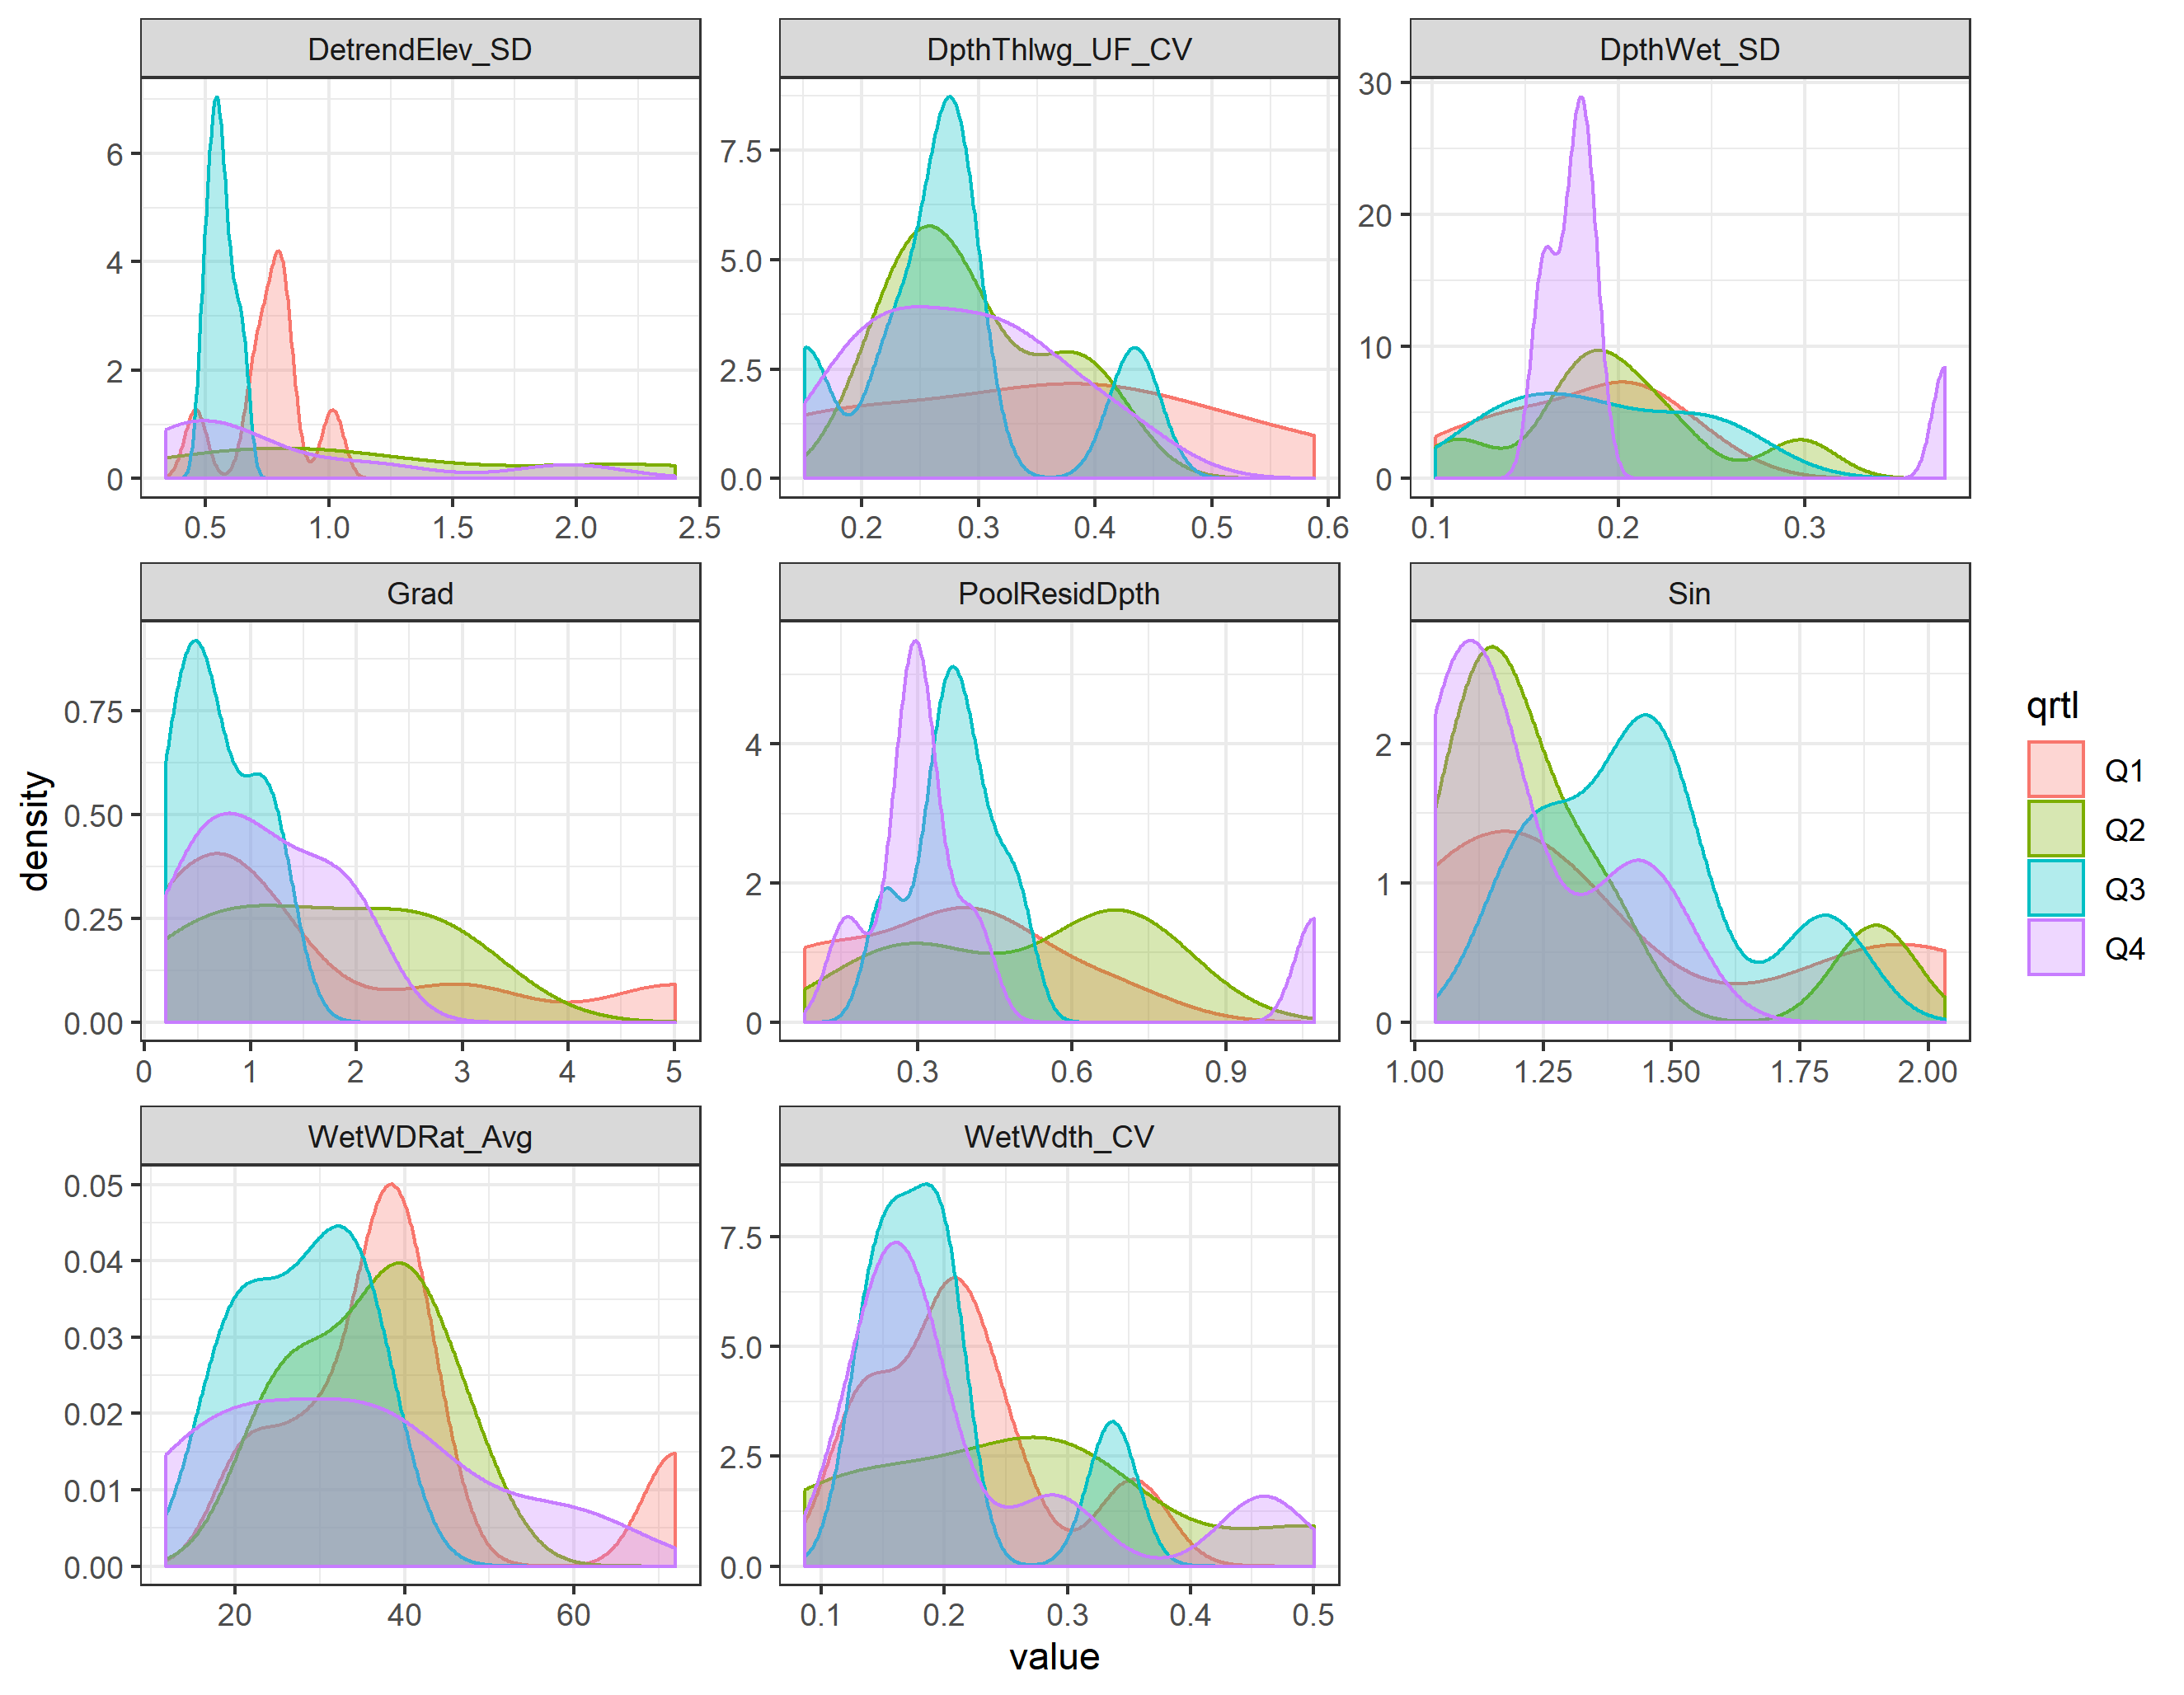 DetrendElev_SD
DpthThlwg_UF_CV
DpthWet_SD
6
4
2
0
0.5 1.0 1.5 2.0 2.5
7.5
5.0
2.5
0.0
0.2 0.3 0.4 0.5 0.6
30
20
10
0
0.1 0.2 0.3
Grad
PoolResidDpth
Sin
0.75
0.50
0.25
0.00
0 1 2 3 4 5
4
2
0
0.3 0.6 0.9
2
1
0
1.00 1.25 1.50 1.75 2.00
WetWDRat_Avg
WetWdth_CV
0.05
0.04
0.03
0.02
0.01
0.00
20 40 60
7.5
5.0
2.5
0.0
0.1 0.2 0.3 0.4 0.5
density
value
qrtl
Q1
Q2
Q3
Q4